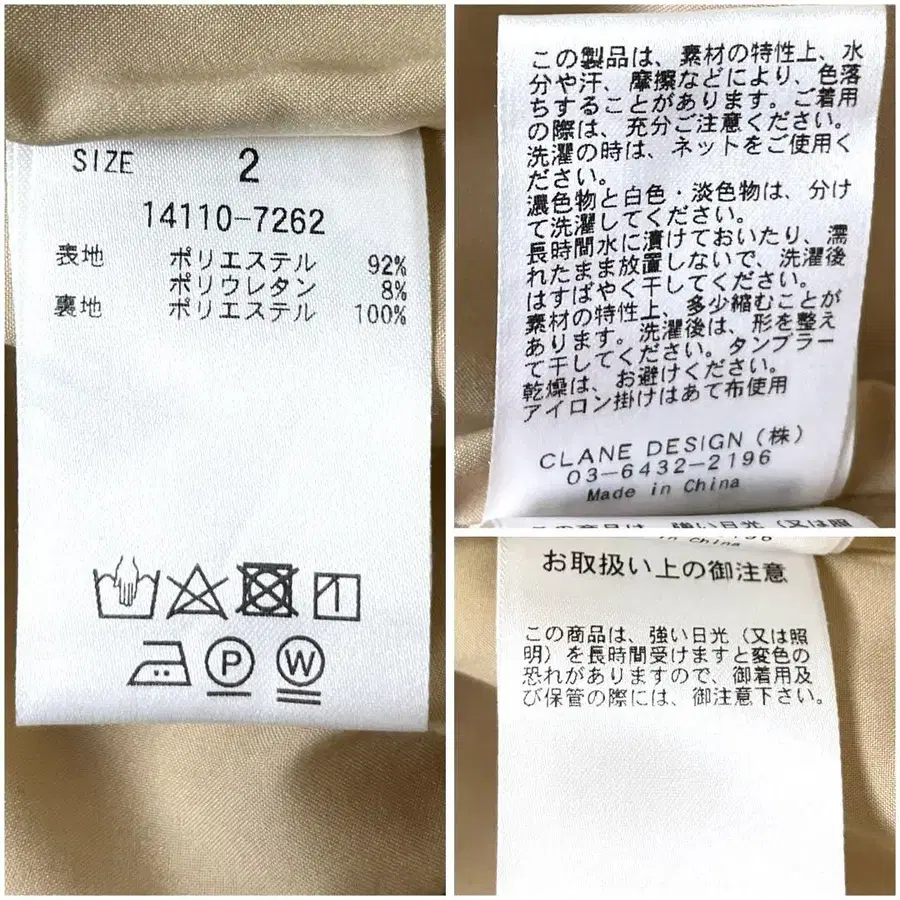 SIZE 2
14110-7262
表地 ポリエステル 92%
ポリウレタン 8%
裏地 ポリエステル 100%
P
W
この製品は、素材の特性上、水
分や汗、摩擦などにより、色落
ちすることがあります。ご着用
の際は、充分ご注意ください。
洗濯の時は、ネットをご使用く
ださい。
濃色物と白色・淡色物は、分け
て洗濯してください。
長時間水に漬けておいたり、濡
れたまま放置しないで、洗濯後
はすばやく干してください。
素材の特性上、多少縮むことが
あります。洗濯後は、形を整え
て干してください。タンブラー
乾燥は、お避けください。
アイロン掛けはあて布使用
CLANE DESIGN（株）
03-6432-2196
Made in China
この商品は、強い日光（又は照
in China
お取扱い上の御注意
この商品は、強い日光（又は照
明）を長時間受けますと変色の
恐れがありますので、御着用及
び保管の際には、御注意下さい。